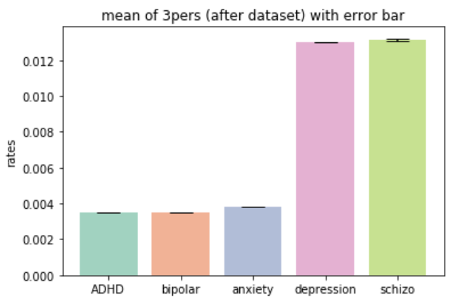 mean of 3pers (after dataset) with error bar
rates
0.012
0.010
0.008
0.006
0.004
0.002
0.000
ADHD bipolar anxiety depression schizo